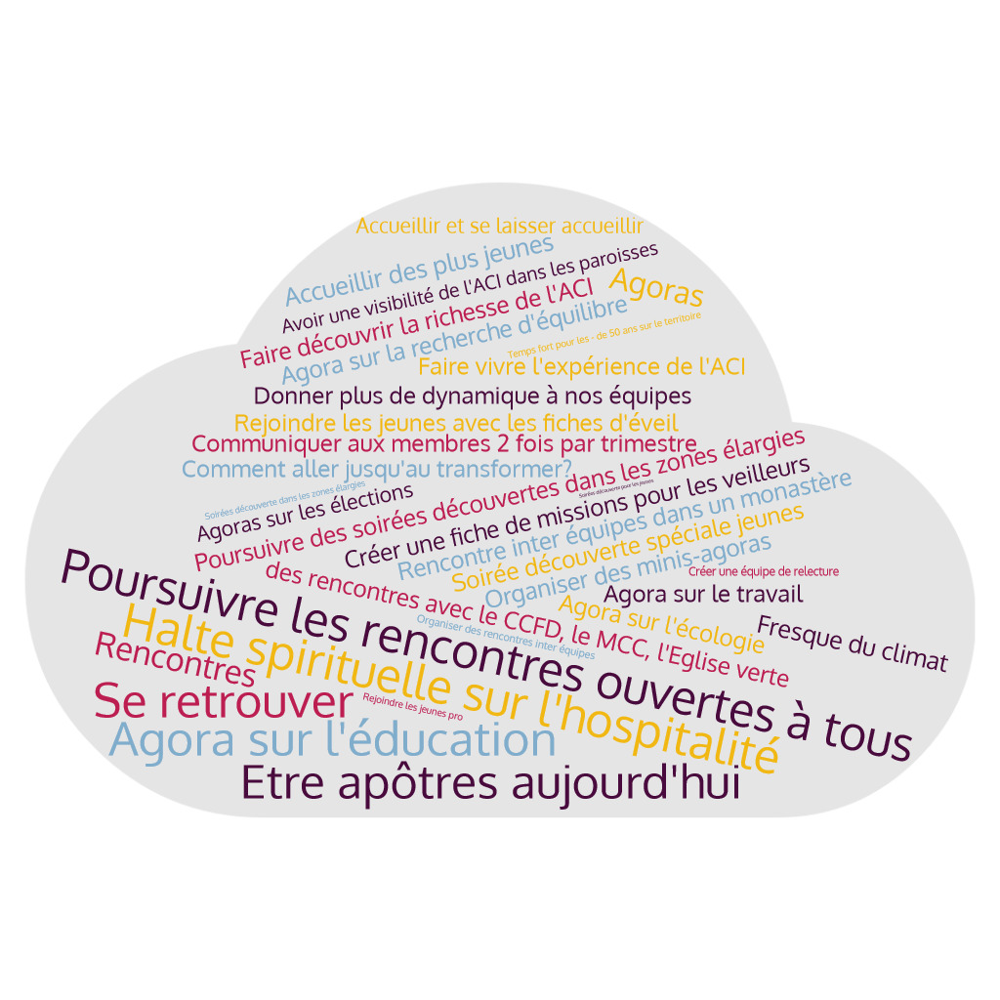 Accueillir et se laisser accueillir
Accueillir des plus jeunes
Avoir une visibilité de l'ACI dans les paroisses
Agoras
Faire découvrir la richesse de l'ACI
Agora sur la recherche d'équilibre
Temps fort pour les - de 50 ans sur le territoire
Faire vivre l'expérience de l'ACI
Donner plus de dynamique à nos équipes
Rejoindre les jeunes avec les fiches d'éveil
Communiquer aux membres 2 fois par trimestre
Comment aller jusqu'au transformer?
Soirées découverte dans les zones élargies
Agoras sur les élections
Poursuivre des soirées découvertes dans les zones élargies
Soirées découverte pour les jeunes
Créer une fiche de missions pour les veilleurs
Rencontre inter équipes dans un monastère
Soirée découverte spéciale jeunes
Organiser des minis-agoras
Créer une équipe de relecture
Agora sur le travail
des rencontres avec le CCFD, le MCC, l'Eglise verte
Agora sur l'écologie
Fresque du climat
Organiser des rencontres inter équipes
Poursuivre les rencontres ouvertes à tous
Halte spirituelle sur l'hospitalité
Rencontres
Se retrouver
Rejoindre les jeunes pro
Agora sur l'éducation
Etre apôtres aujourd'hui